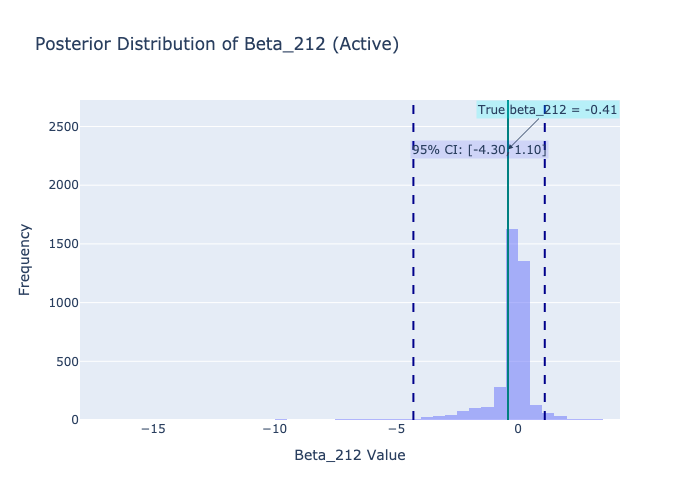 Posterior Distribution of Beta_212 (Active)
True beta_212 = -0.41
95% CI: [-4.30, 1.10]
2500
2000
1500
1000
500
0
Frequency
−15
−10
−5
0
Beta_212 Value